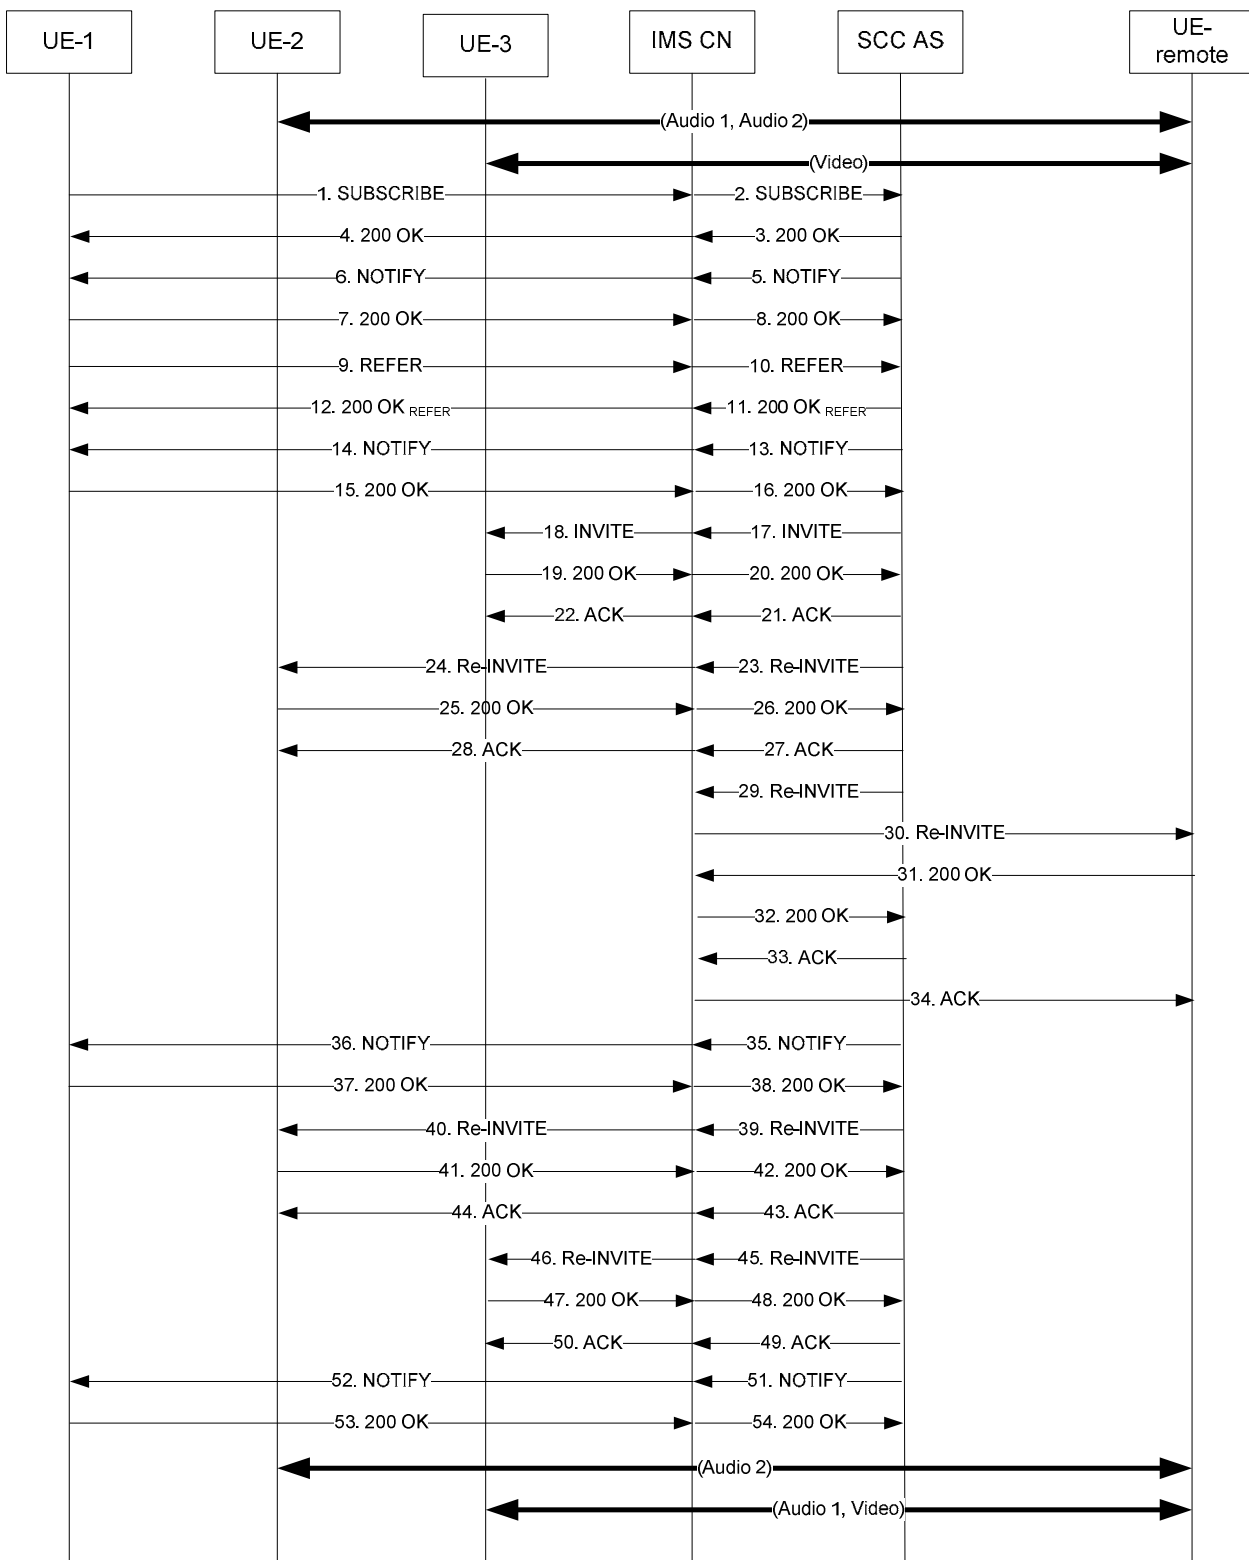 UE-1
UE-2
UE-3
IMS CN
SCC AS
UE-
remote
(Audio 1, Audio 2)
(Video)
1. SUBSCRIBE
2. SUBSCRIBE
4. 200 OK
3. 200 OK
6. NOTIFY
5. NOTIFY
7. 200 OK
8. 200 OK
9. REFER
10. REFER
12. 200 OK REFER
11. 200 OK REFER
14. NOTIFY
13. NOTIFY
15. 200 OK
16. 200 OK
18. INVITE
17. INVITE
19. 200 OK
20. 200 OK
22. ACK
21. ACK
24. Re-INVITE
23. Re-INVITE
25. 200 OK
26. 200 OK
28. ACK
27. ACK
29. Re-INVITE
30. Re-INVITE
31. 200 OK
32. 200 OK
33. ACK
34. ACK
36. NOTIFY
35. NOTIFY
37. 200 OK
38. 200 OK
40. Re-INVITE
39. Re-INVITE
41. 200 OK
42. 200 OK
44. ACK
43. ACK
46. Re-INVITE
45. Re-INVITE
47. 200 OK
48. 200 OK
50. ACK
49. ACK
52. NOTIFY
51. NOTIFY
53. 200 OK
54. 200 OK
(Audio 2)
(Audio 1, Video)